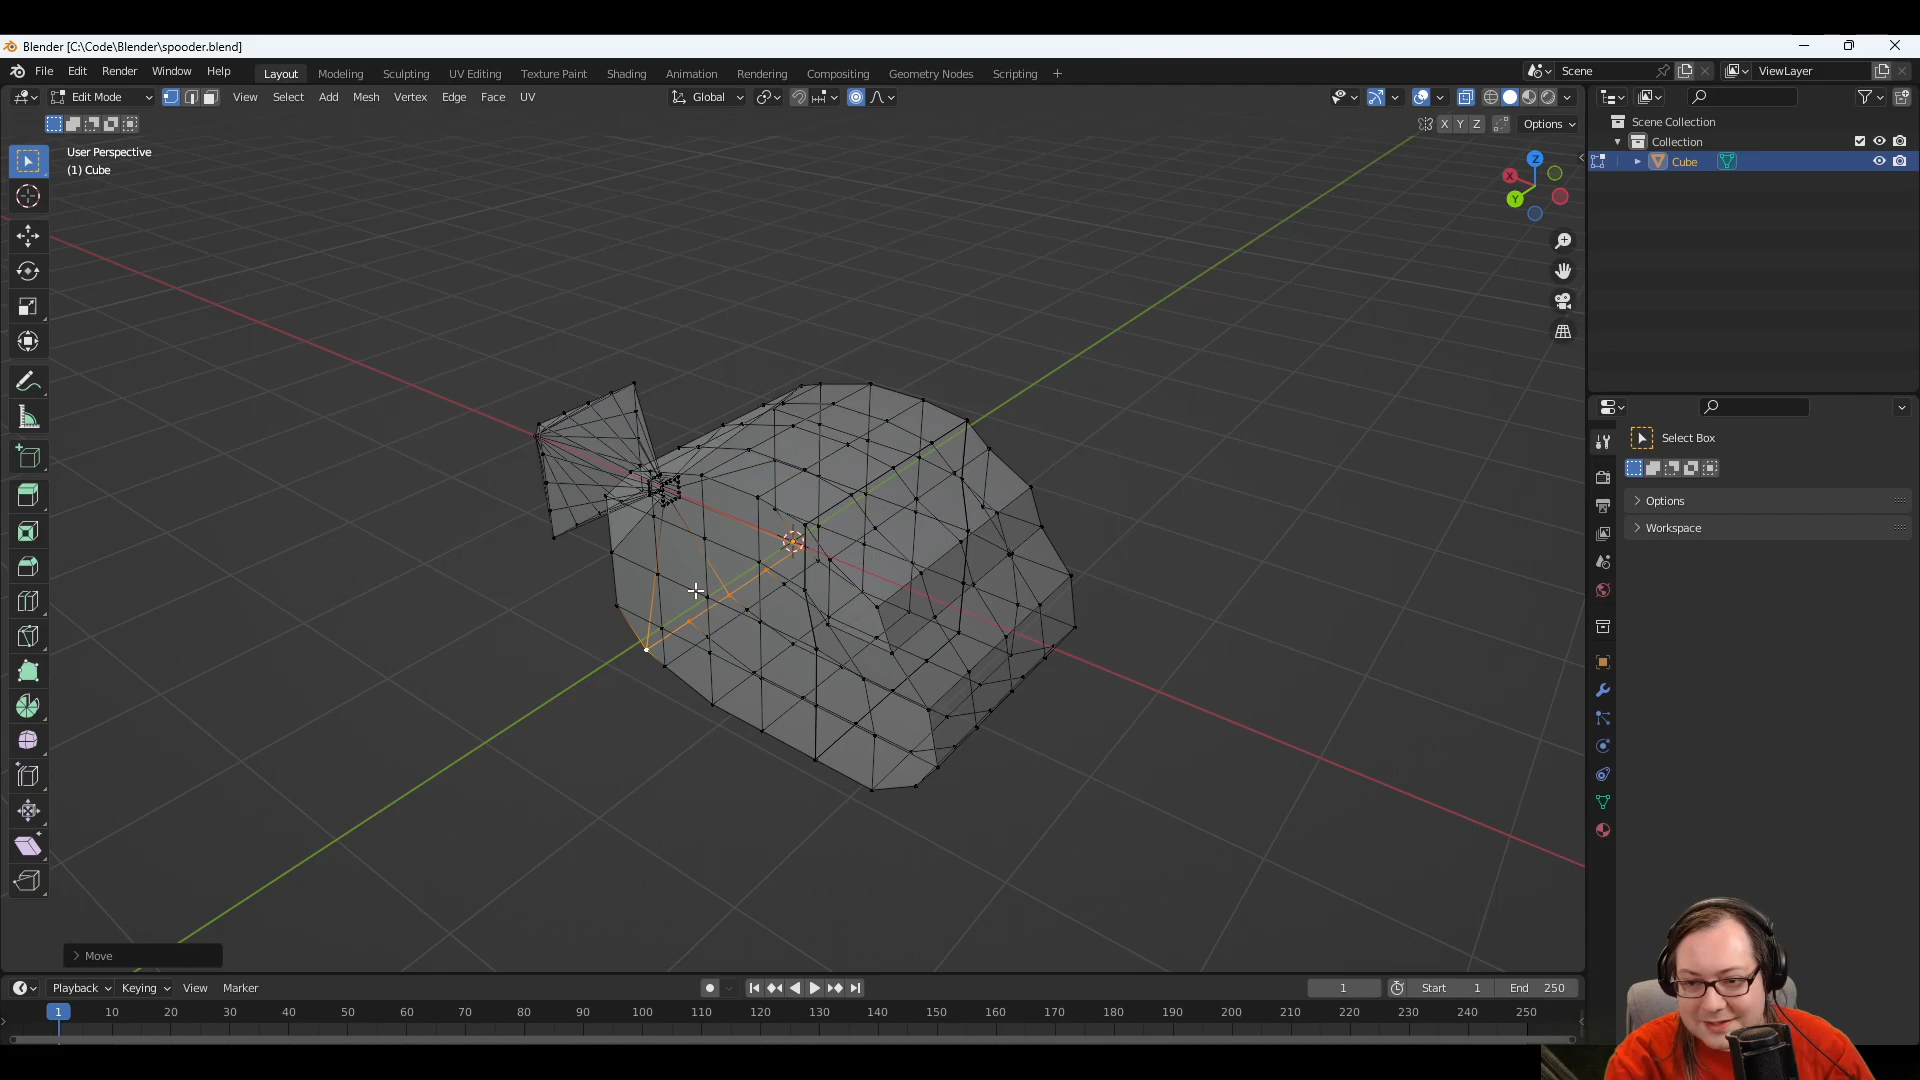 Blender [C:\Code\Blender\spooder.blend]
File Edit Render Window Help Layout Modeling Sculpting UV Editing Texture Paint Shading Animation Rendering Compositing Geometry Nodes Scripting + Scene ViewLayer
Edit Mode View Select Add Mesh Vertex Edge Face UV Global
X Y Z Options
User Perspective
(1) Cube
Scene Collection
Collection
Cube
Z
X
Y
Select Box
Options
Workspace
Move
Playback Keying View Marker 1 Start 1 End 250
1 10 20 30 40 50 60 70 80 90 100 110 120 130 140 150 160 170 180 190 200 210 220 230 240 250